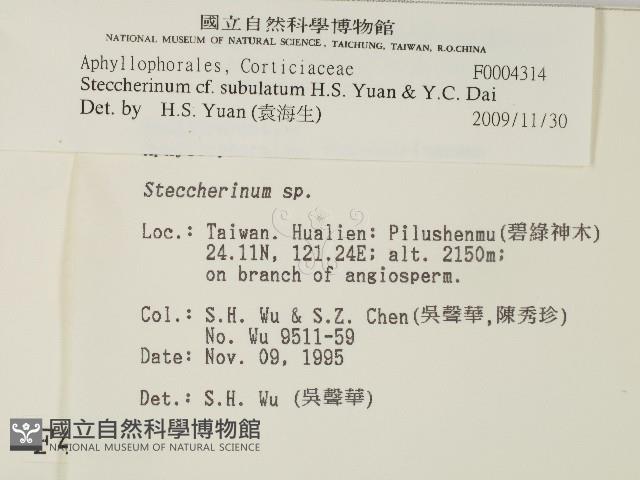 國立自然科學博物館
NATIONAL MUSEUM OF NATURAL SCIENCE, TAICHUNG, TAIWAN, R.O.CHINA
Aphyllophorales, Corticiaceae F0004314
Steccherinum cf. subulatum H.S. Yuan & Y.C. Dai
Det. by H.S. Yuan (袁海生) 2009/11/30
Steccherinum sp.
Loc.: Taiwan. Hualien: Pilushenmu(碧綠神木)
24.11N, 121.24E; alt. 2150m;
on branch of angiosperm.
Col.: S.H. Wu & S.Z. Chen(吳聲華,陳秀珍)
No. Wu 9511-59
Date: Nov. 09, 1995
Det.: S.H. Wu (吳聲華)
國立自然科學博物館
NATIONAL MUSEUM OF NATURAL SCIENCE